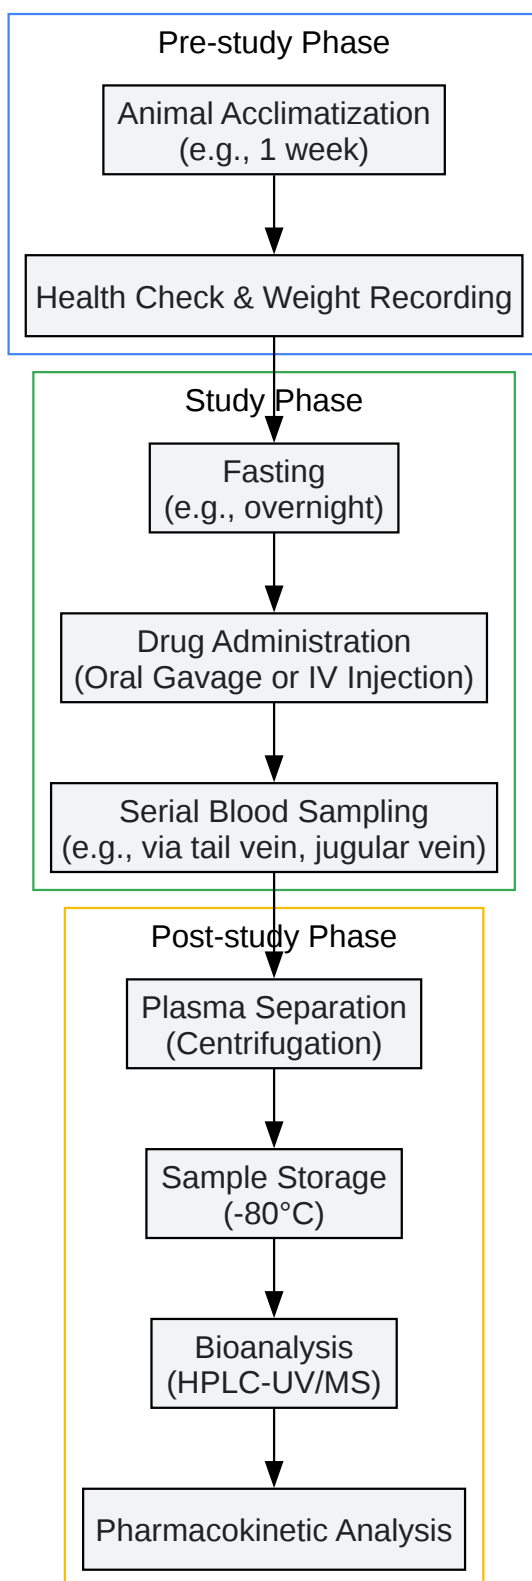 Pre-study Phase
Animal Acclimatization
(e.g., 1 week)
Health Check & Weight Recording
Study Phase
Fasting
(e.g., overnight)
Drug Administration
(Oral Gavage or IV Injection)
Serial Blood Sampling
(e.g., via tail vein, jugular vein)
Post-study Phase
Plasma Separation
(Centrifugation)
Sample Storage
(-80°C)
Bioanalysis
(HPLC-UV/MS)
Pharmacokinetic Analysis